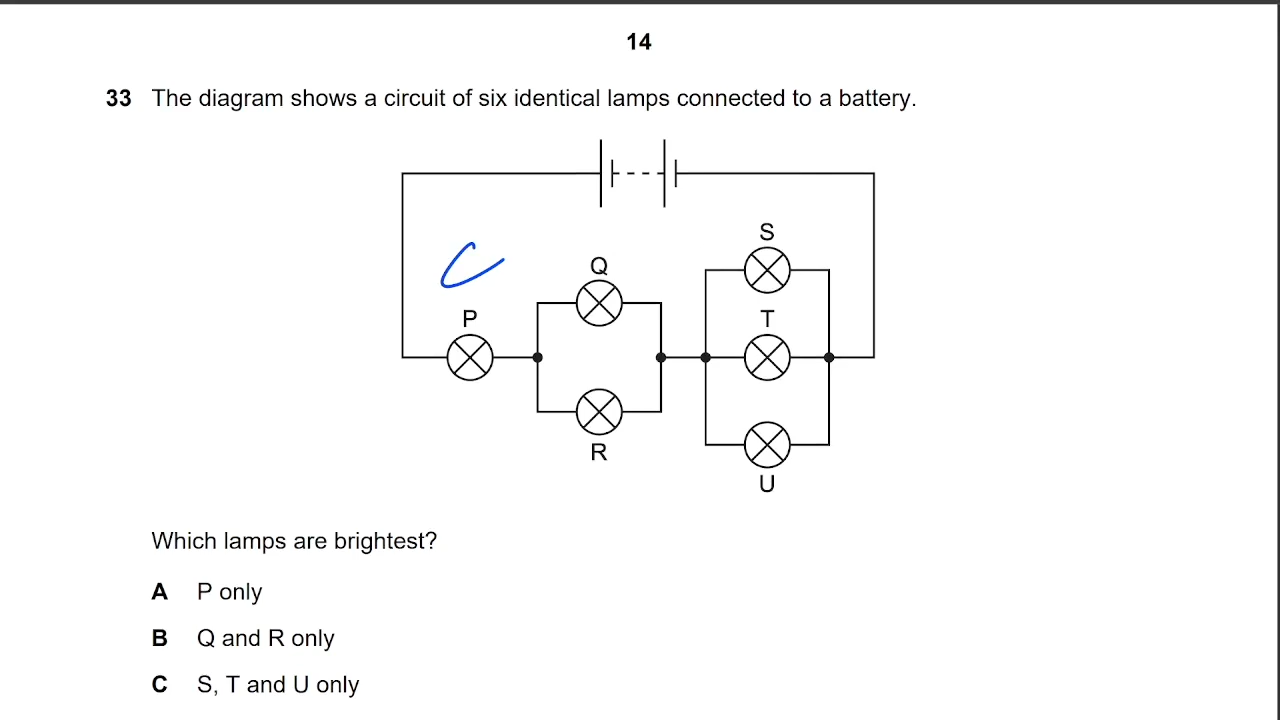 14
33 The diagram shows a circuit of six identical lamps connected to a battery.
S
Q
P
T
R
U
Which lamps are brightest?
A P only
B Q and R only
C S, T and U only